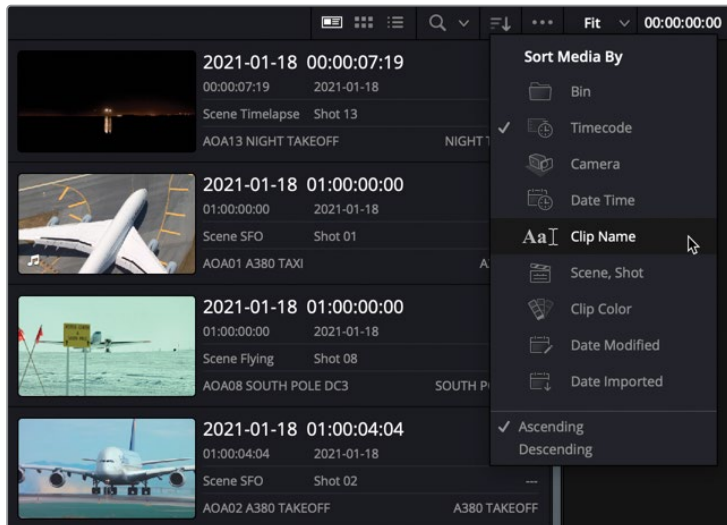 Fit 00:00:00:00
2021-01-18 00:00:07:19
00:00:07:19 2021-01-18
Scene Timelapse Shot 13
AOA13 NIGHT TAKEOFF NIGHT
2021-01-18 01:00:00:00
01:00:00:00 2021-01-18
Scene SFO Shot 01
AOA01 A380 TAXI
2021-01-18 01:00:00:00
01:00:00:00 2021-01-18
Scene Flying Shot 08
AOA08 SOUTH POLE DC3 SOUTH
2021-01-18 01:00:04:04
01:00:04:04 2021-01-18
Scene SFO Shot 02 ---
AOA02 A380 TAKEOFF A380 TAKEOFF
Sort Media By
Bin
Timecode
Camera
Date Time
Aa Clip Name
Scene, Shot
Clip Color
Date Modified
Date Imported
Ascending
Descending